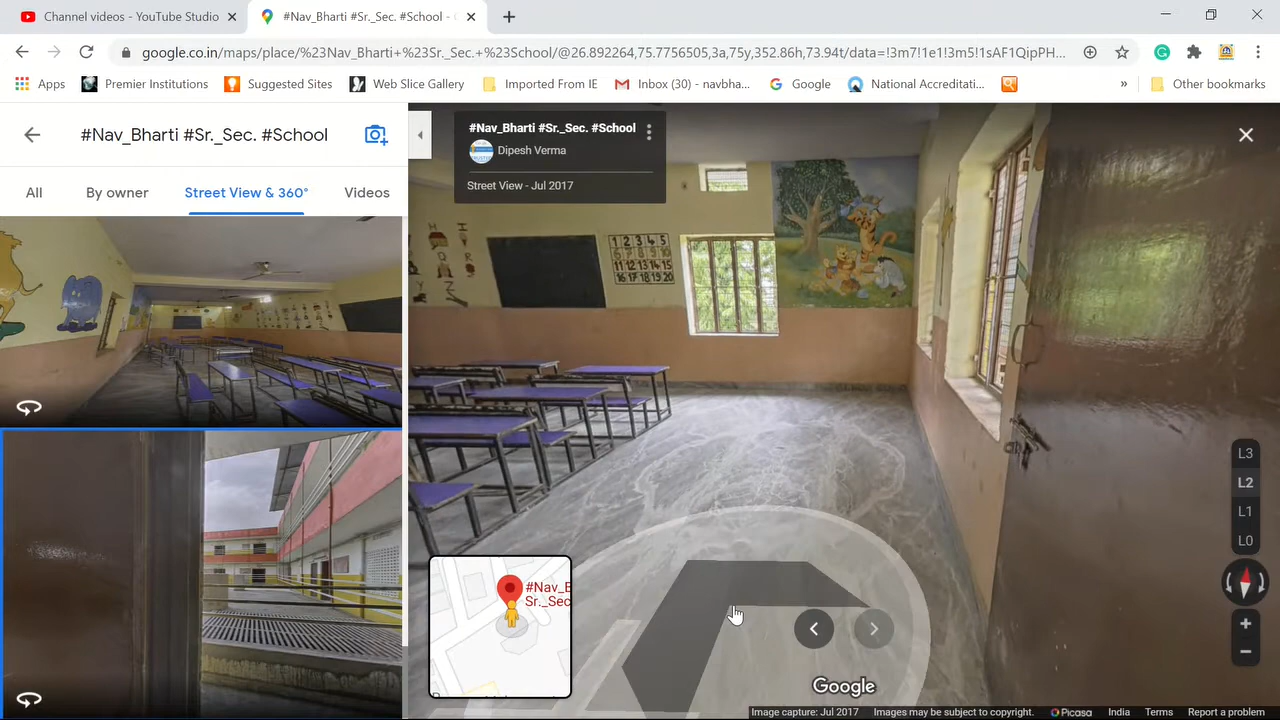 Channel videos - YouTube Studio
#Nav_Bharti #Sr._Sec. #School -
google.co.in/maps/place/%23Nav_Bharti+%23Sr._Sec.+%23School/@26.892264,75.7756505,3a,75y,352.86h,73.94t/data=!3m7!1e1!3m5!1sAF1QipPH...
Apps
Premier Institutions
Suggested Sites
Web Slice Gallery
Imported From IE
Inbox (30) - navbha...
Google
National Accreditati...
»
Other bookmarks
#Nav_Bharti #Sr._Sec. #School
All
By owner
Street View & 360°
Videos
#Nav_Bharti #Sr._Sec. #School
Dipesh Verma
Street View - Jul 2017
1 2 3 4 5
6 7 8 9 10
11 12 13 14 15
16 17 18 19 20
#Nav_B
Sr._Sec
L3
L2
L1
L0
+
−
Google
Image capture: Jul 2017
Images may be subject to copyright.
Picasa
India
Terms
Report a problem